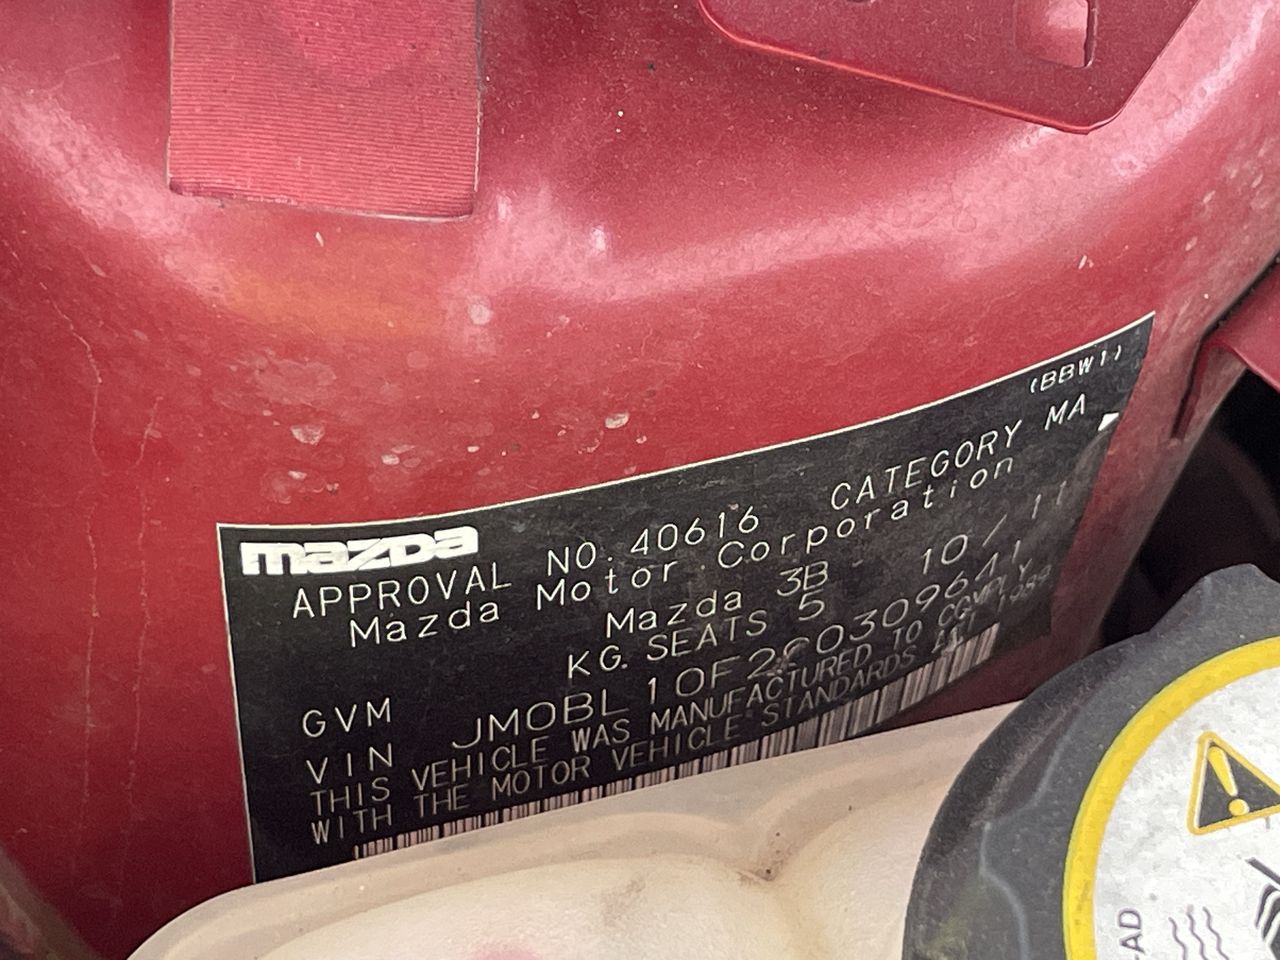 (BBW1)
mazda
APPROVAL NO. 40616 CATEGORY MA
Mazda Motor Corporation
Mazda 3B 10/11
GVM KG. SEATS 5
VIN JM0BL10F2C0309641
THIS VEHICLE WAS MANUFACTURED TO COMPLY
WITH THE MOTOR VEHICLE STANDARDS ACT 1989
AD